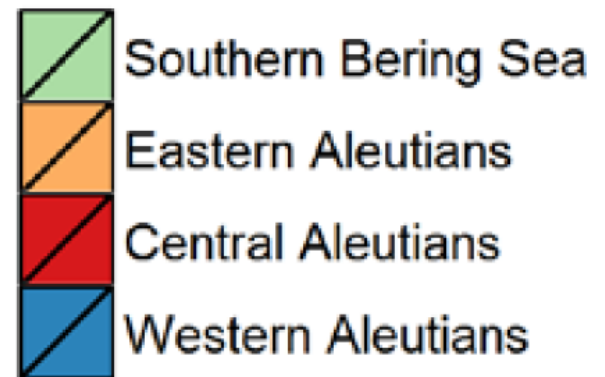 Southern Bering Sea
Eastern Aleutians
Central Aleutians
Western Aleutians